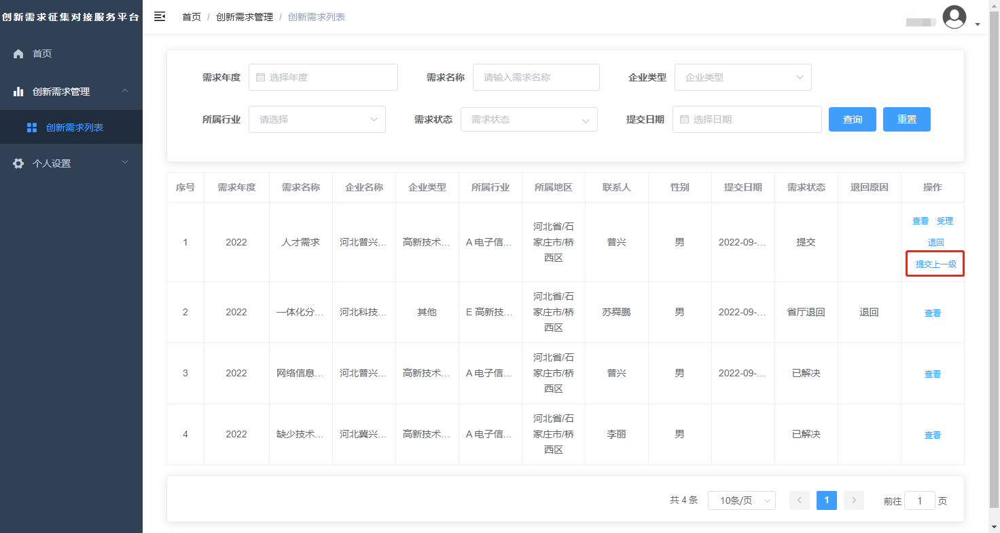 创新需求征集对接服务平台
首页 / 创新需求管理 / 创新需求列表
首页
创新需求管理
创新需求列表
个人设置
需求年度 选择年度 需求名称 请输入需求名称 企业类型 企业类型
所属行业 请选择 需求状态 需求状态 提交日期 选择日期 查询 重置
序号 需求年度 需求名称 企业名称 企业类型 所属行业 所属地区 联系人 性别 提交日期 需求状态 退回原因 操作
1 2022 人才需求 河北普兴... 高新技术... A 电子信... 河北省/石
家庄市/桥
西区
普兴 男 2022-09-... 提交
查看 受理
退回
提交上一级
2 2022 一体化分... 河北科技... 其他 E 高新技... 河北省/石
家庄市/桥
西区
苏舜鹏 男 2022-09-... 省厅退回 退回 查看
3 2022 网络信息... 河北普兴... 高新技术... A 电子信... 河北省/石
家庄市/桥
西区
普兴 男 2022-09-... 已解决 查看
4 2022 缺少技术... 河北冀兴... 高新技术... A 电子信... 河北省/石
家庄市/桥
西区
李丽 男 已解决 查看
共 4 条 10条/页 1 前往 1 页